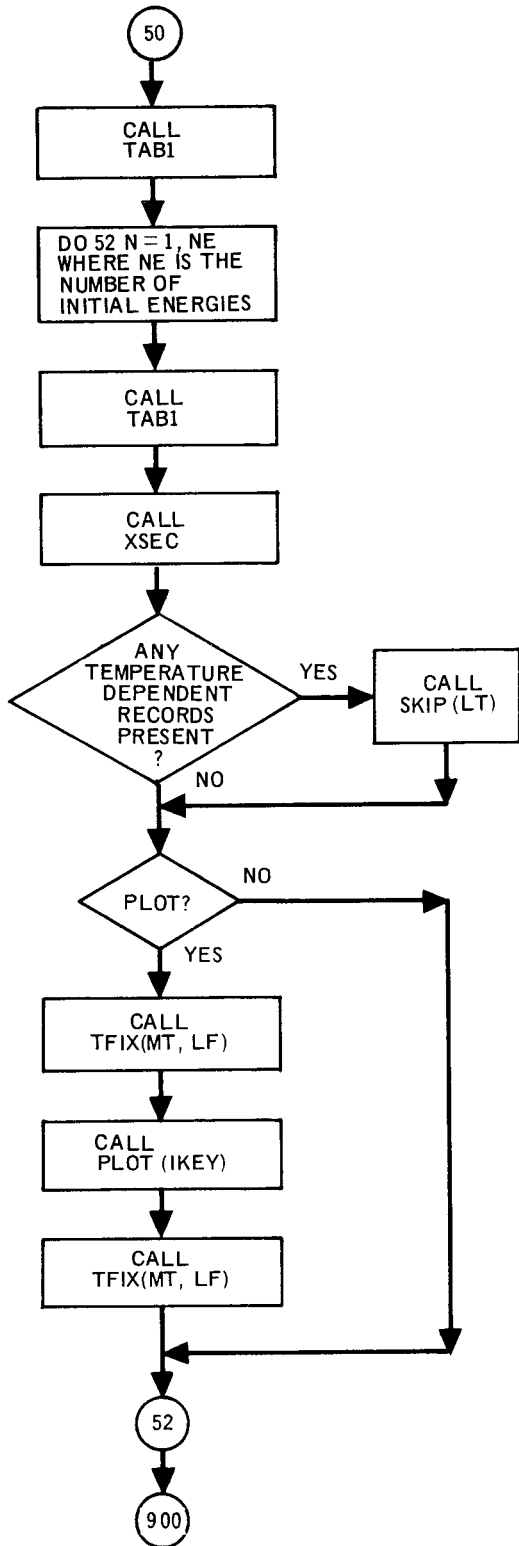 50
CALL
TAB1
DO 52 N = 1, NE
WHERE NE IS THE
NUMBER OF
INITIAL ENERGIES
CALL
TAB1
CALL
XSEC
ANY
TEMPERATURE
DEPENDENT
RECORDS
PRESENT
?
YES
CALL
SKIP (LT)
NO
PLOT?
NO
YES
CALL
TFIX(MT, LF)
CALL
PLOT (IKEY)
CALL
TFIX(MT, LF)
52
900